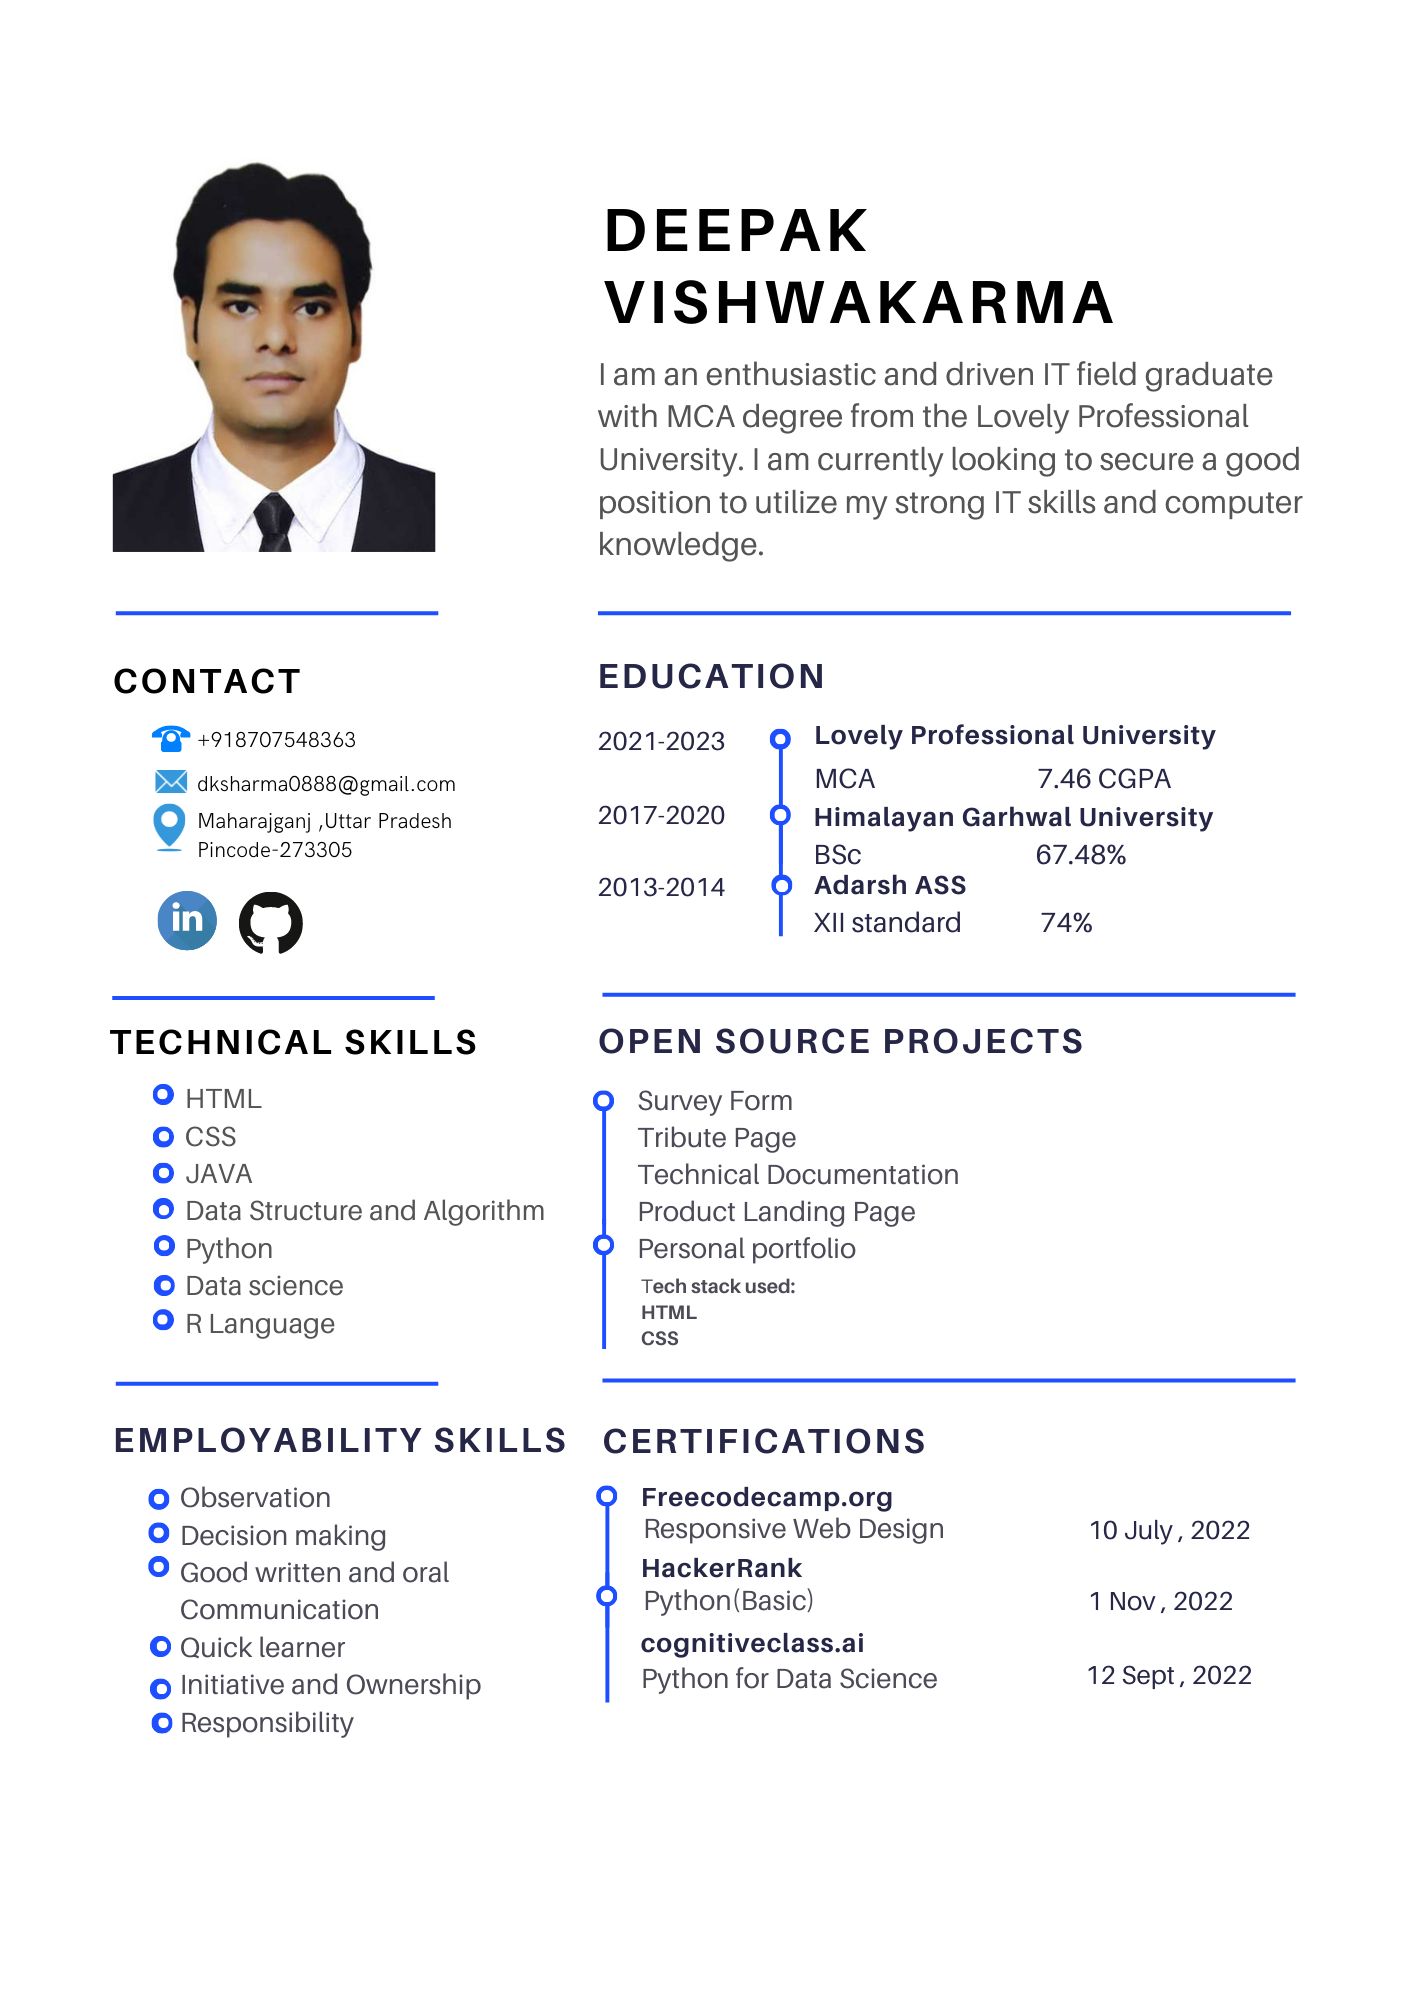 DEEPAK
VISHWAKARMA
I am an enthusiastic and driven IT field graduate
with MCA degree from the Lovely Professional
University. I am currently looking to secure a good
position to utilize my strong IT skills and computer
knowledge.
CONTACT
+918707548363
dksharma0888@gmail.com
Maharajganj ,Uttar Pradesh
Pincode-273305
in
EDUCATION
2021-2023 Lovely Professional University
MCA 7.46 CGPA
2017-2020 Himalayan Garhwal University
BSc 67.48%
2013-2014 Adarsh ASS
XII standard 74%
TECHNICAL SKILLS
HTML
CSS
JAVA
Data Structure and Algorithm
Python
Data science
R Language
OPEN SOURCE PROJECTS
Survey Form
Tribute Page
Technical Documentation
Product Landing Page
Personal portfolio
Tech stack used:
HTML
CSS
EMPLOYABILITY SKILLS
Observation
Decision making
Good written and oral
Communication
Quick learner
Initiative and Ownership
Responsibility
CERTIFICATIONS
Freecodecamp.org
Responsive Web Design 10 July , 2022
HackerRank
Python(Basic) 1 Nov , 2022
cognitiveclass.ai
Python for Data Science 12 Sept , 2022